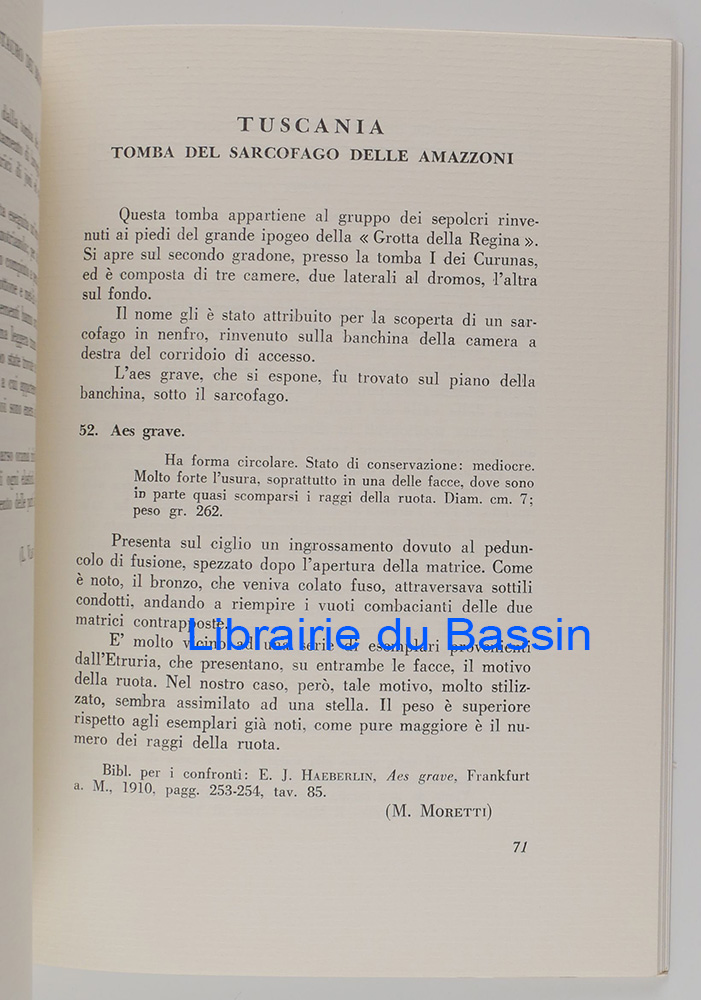 TUSCANIA
TOMBA DEL SARCOFAGO DELLE AMAZZONI
Questa tomba appartiene al gruppo dei sepolcri rinve-
nuti ai piedi del grande ipogeo della « Grotta della Regina ».
Si apre sul secondo gradone, presso la tomba I dei Curunas,
ed è composta di tre camere, due laterali al dromos, l'altra
sul fondo.
Il nome gli è stato attribuito per la scoperta di un sar-
cofago in nenfro, rinvenuto sulla banchina della camera a
destra del corridoio di accesso.
L'aes grave, che si espone, fu trovato sul piano della
banchina, sotto il sarcofago.
52. Aes grave.
Ha forma circolare. Stato di conservazione: mediocre.
Molto forte l'usura, soprattutto in una delle facce, dove sono
in parte quasi scomparsi i raggi della ruota. Diam. cm. 7;
peso gr. 262.
Presenta sul ciglio un ingrossamento dovuto al pedun-
colo di fusione, spezzato dopo l'apertura della matrice. Come
è noto, il bronzo, che veniva colato fuso, attraversava sottili
condotti, andando a riempire i vuoti combacianti delle due
matrici contrapposte.
Librairie du Bassin
E' molto vicino ad una serie di esemplari provenienti
dall'Etruria, che presentano, su entrambe le facce, il motivo
della ruota. Nel nostro caso, però, tale motivo, molto stiliz-
zato, sembra assimilato ad una stella. Il peso è superiore
rispetto agli esemplari già noti, come pure maggiore è il nu-
mero dei raggi della ruota.
Bibl. per i confronti: E. J. HAEBERLIN, Aes grave, Frankfurt
a. M., 1910, pagg. 253-254, tav. 85.
(M. MORETTI)
71